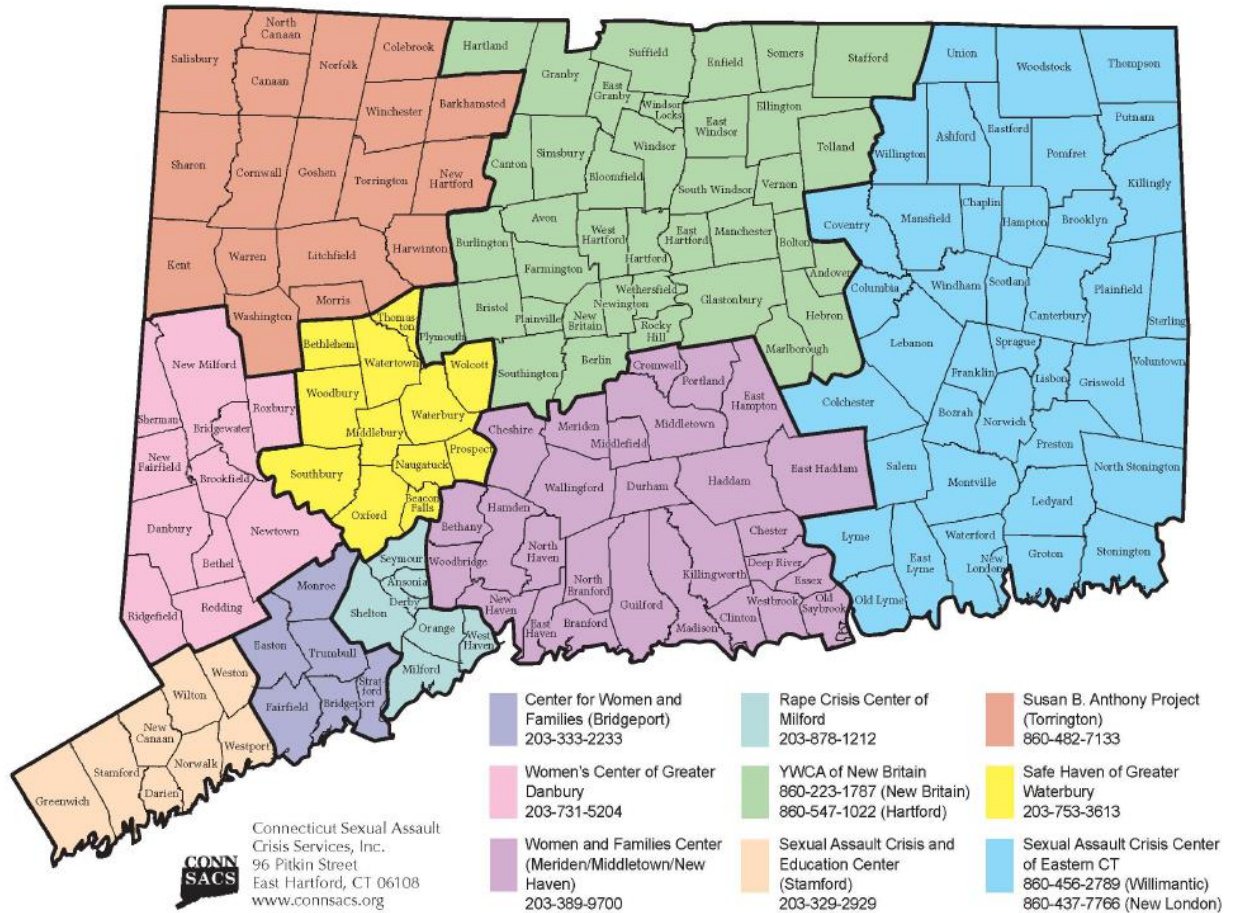 Salisbury
North
Canaan
Canaan
Norfolk
Colebrook
Hartland
Granby
Suffield
East
Granby
Windsor
Locks
Enfield
Somers
Stafford
Union
Woodstock
Thompson
Winchester
Barkhamsted
East
Windsor
Ellington
Putnam
Sharon
Cornwall
Goshen
Torrington
New
Hartford
Canton
Simsbury
Bloomfield
Windsor
South Windsor
Vernon
Tolland
Willington
Ashford
Eastford
Pomfret
Killingly
Kent
Warren
Litchfield
Harwinton
Burlington
Avon
West
Hartford
Hartford
East
Hartford
Manchester
Bolton
Coventry
Mansfield
Chaplin
Hampton
Brooklyn
Washington
Morris
Plymouth
Bristol
Farmington
Plainville
New
Britain
Newington
Wethersfield
Rocky
Hill
Glastonbury
Andover
Hebron
Marlborough
Columbia
Windham
Scotland
Canterbury
Plainfield
Sterling
New Milford
Bethlehem
Thomas-
ton
Watertown
Wolcott
Southington
Berlin
Cromwell
Portland
East
Hampton
Lebanon
Franklin
Sprague
Lisbon
Griswold
Voluntown
Sherman
Bridgewater
Roxbury
Woodbury
Middlebury
Waterbury
Cheshire
Meriden
Middlefield
Middletown
Colchester
Bozrah
Norwich
Preston
New
Fairfield
Brookfield
Southbury
Naugatuck
Prospect
Wallingford
Durham
Haddam
East Haddam
Salem
Montville
Ledyard
North Stonington
Danbury
Newtown
Oxford
Beacon
Falls
Bethany
Hamden
Chester
Lyme
Waterford
Bethel
Seymour
Woodbridge
North
Haven
Deep River
Essex
East
Lyme
New
London
Groton
Stonington
Ridgefield
Redding
Monroe
Ansonia
Derby
Shelton
New
Haven
North
Branford
Killingworth
Westbrook
Old
Saybrook
Old Lyme
Orange
West
Haven
East
Haven
Branford
Guilford
Madison
Clinton
Easton
Trumbull
Milford
Weston
Wilton
Fairfield
Bridgeport
Strat-
ford
New
Canaan
Westport
Norwalk
Stamford
Darien
Greenwich
Center for Women and
Families (Bridgeport)
203-333-2233
Rape Crisis Center of
Milford
203-878-1212
Susan B. Anthony Project
(Torrington)
860-482-7133
Women's Center of Greater
Danbury
203-731-5204
YWCA of New Britain
860-223-1787 (New Britain)
860-547-1022 (Hartford)
Safe Haven of Greater
Waterbury
203-753-3613
Women and Families Center
(Meriden/Middletown/New
Haven)
203-389-9700
Sexual Assault Crisis and
Education Center
(Stamford)
203-329-2929
Sexual Assault Crisis Center
of Eastern CT
860-456-2789 (Willimantic)
860-437-7766 (New London)
CONN
SACS
Connecticut Sexual Assault
Crisis Services, Inc.
96 Pitkin Street
East Hartford, CT 06108
www.connsacs.org